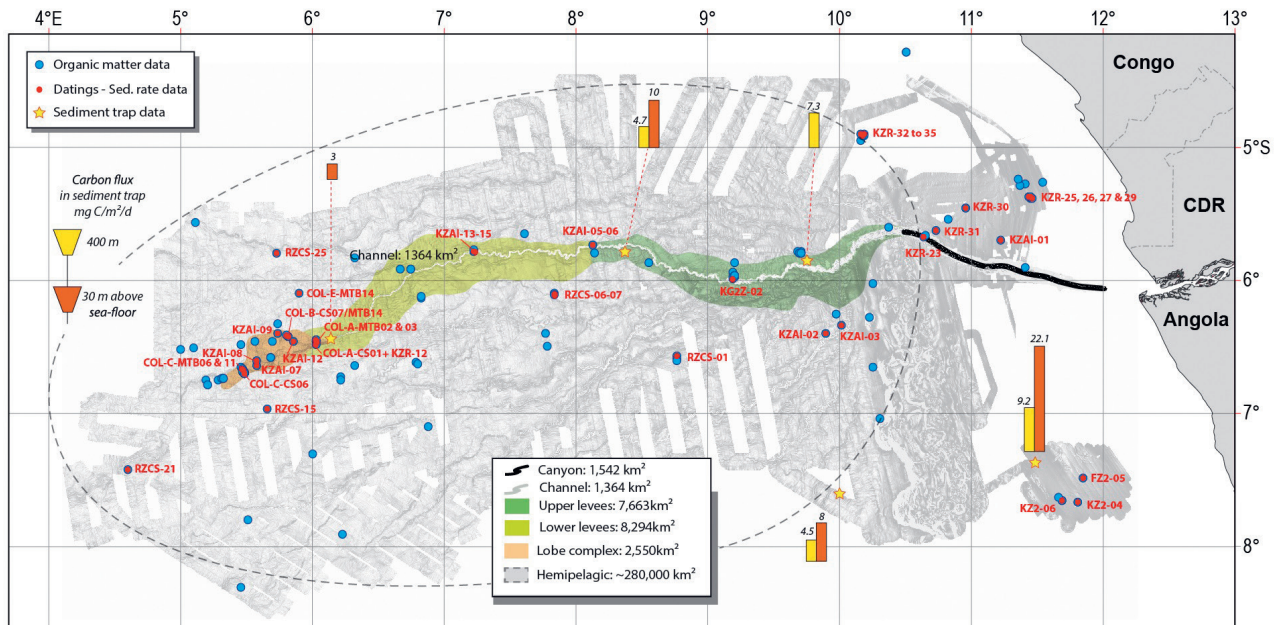 4°E 5° 6° 7° 8° 9° 10° 11° 12° 13°
Organic matter data
Datings - Sed. rate data
Sediment trap data
Congo
CDR
Angola
5°S
6°S
7°S
8°
Carbon flux
in sediment trap
mg C/m²/d
400 m
30 m above
sea-floor
3
10
4.7
7.3
22.1
9.2
8
4.5
KZR-32 to 35
KZR-25, 26, 27 & 29
KZR-30
KZR-31
KZAI-01
KZR-23
KZAI-05-06
KZAI-13-15
Channel: 1364 km²
RZCS-25
COL-E-MTB14
COL-B-CS07/MTB14
KZAI-09
COL-A-MTB02 & 03
COL-A-CS01+ KZR-12
KZAI-08
KZAI-12
COL-C-MTB06 & 11
KZAI-07
COL-C-CS06
RZCS-15
RZCS-21
RZCS-06-07
KG2Z-02
RZCS-01
KZAI-02
KZAI-03
FZ2-05
KZ2-06
KZ2-04
Canyon: 1,542 km²
Channel: 1,364 km²
Upper levees: 7,663km²
Lower levees: 8,294km²
Lobe complex: 2,550km²
Hemipelagic: ~280,000 km²